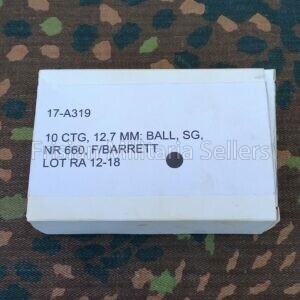 17-A319
10 CTG, 12.7 MM: BALL, SG,
NR 660, F/BARRETT
LOT RA 12-18